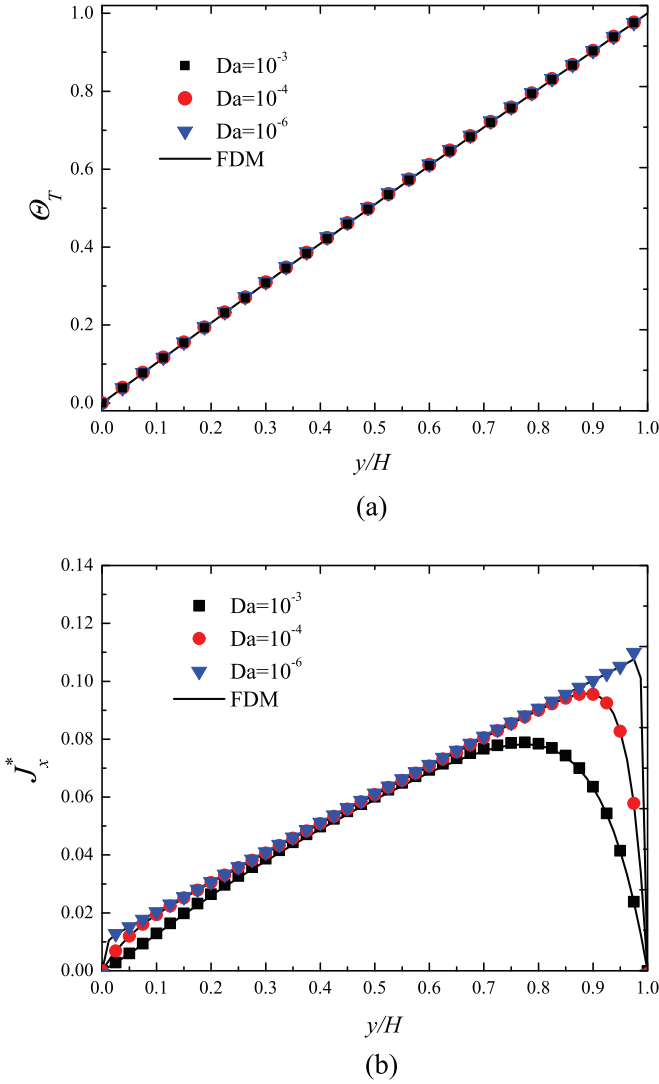 1.0
0.8
0.6
0.4
0.2
0.0
Θ_T
Da=10⁻³
Da=10⁻⁴
Da=10⁻⁶
FDM
0.0 0.1 0.2 0.3 0.4 0.5 0.6 0.7 0.8 0.9 1.0
y/H
(a)
0.14
0.12
0.10
0.08
0.06
0.04
0.02
0.00
J*_x
Da=10⁻³
Da=10⁻⁴
Da=10⁻⁶
FDM
0.0 0.1 0.2 0.3 0.4 0.5 0.6 0.7 0.8 0.9 1.0
y/H
(b)